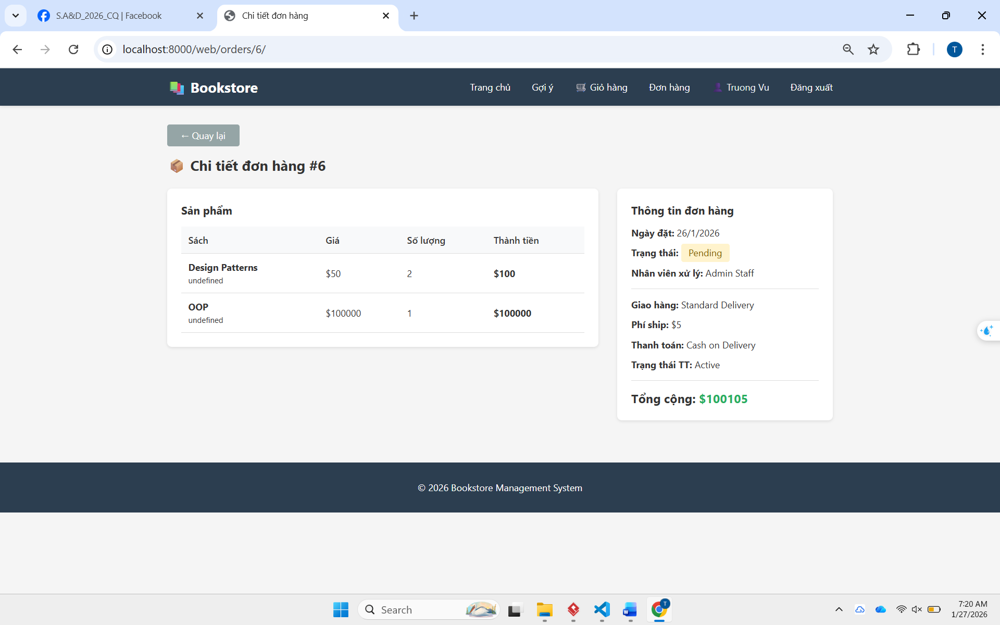 S.A&D_2026_CQ | Facebook
Chi tiết đơn hàng
localhost:8000/web/orders/6/
T
Bookstore
Trang chủ
Gợi ý
Giỏ hàng
Đơn hàng
Truong Vu
Đăng xuất
← Quay lại
Chi tiết đơn hàng #6
Sản phẩm
Sách Giá Số lượng Thành tiền
Design Patterns
undefined
$50 2 $100
OOP
undefined
$100000 1 $100000
Thông tin đơn hàng
Ngày đặt: 26/1/2026
Trạng thái: Pending
Nhân viên xử lý: Admin Staff
Giao hàng: Standard Delivery
Phí ship: $5
Thanh toán: Cash on Delivery
Trạng thái TT: Active
Tổng cộng: $100105
© 2026 Bookstore Management System
Search
W
T
7:20 AM
1/27/2026